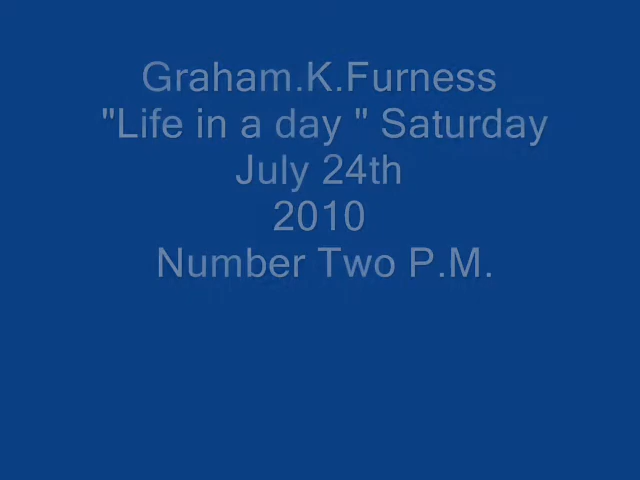 Graham.K.Furness
"Life in a day " Saturday
July 24th
2010
Number Two P.M.